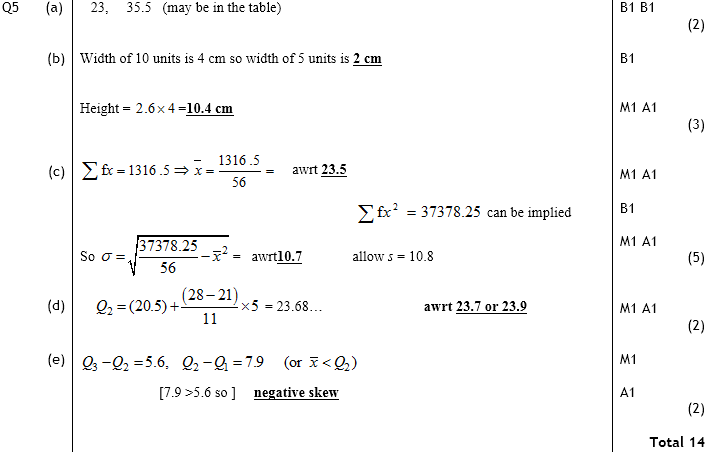 Q5 (a) 23, 35.5 (may be in the table) B1 B1
(2)
(b) Width of 10 units is 4 cm so width of 5 units is 2 cm B1
Height = 2.6×4 =10.4 cm M1 A1
(3)
(c) ∑ fx = 1316 .5 ⇒ x̄ = 1316 .5 / 56 = awrt 23.5 M1 A1
∑ fx² = 37378.25 can be implied B1
So σ = √(37378.25 / 56 − x̄²) = awrt10.7 allow s = 10.8 M1 A1
(5)
(d) Q₂ = (20.5) + (28 − 21) / 11 × 5 = 23.68… awrt 23.7 or 23.9 M1 A1
(2)
(e) Q₃ − Q₂ = 5.6, Q₂ − Q₁ = 7.9 (or x̄ < Q₂) M1
[7.9 >5.6 so ] negative skew A1
(2)
Total 14